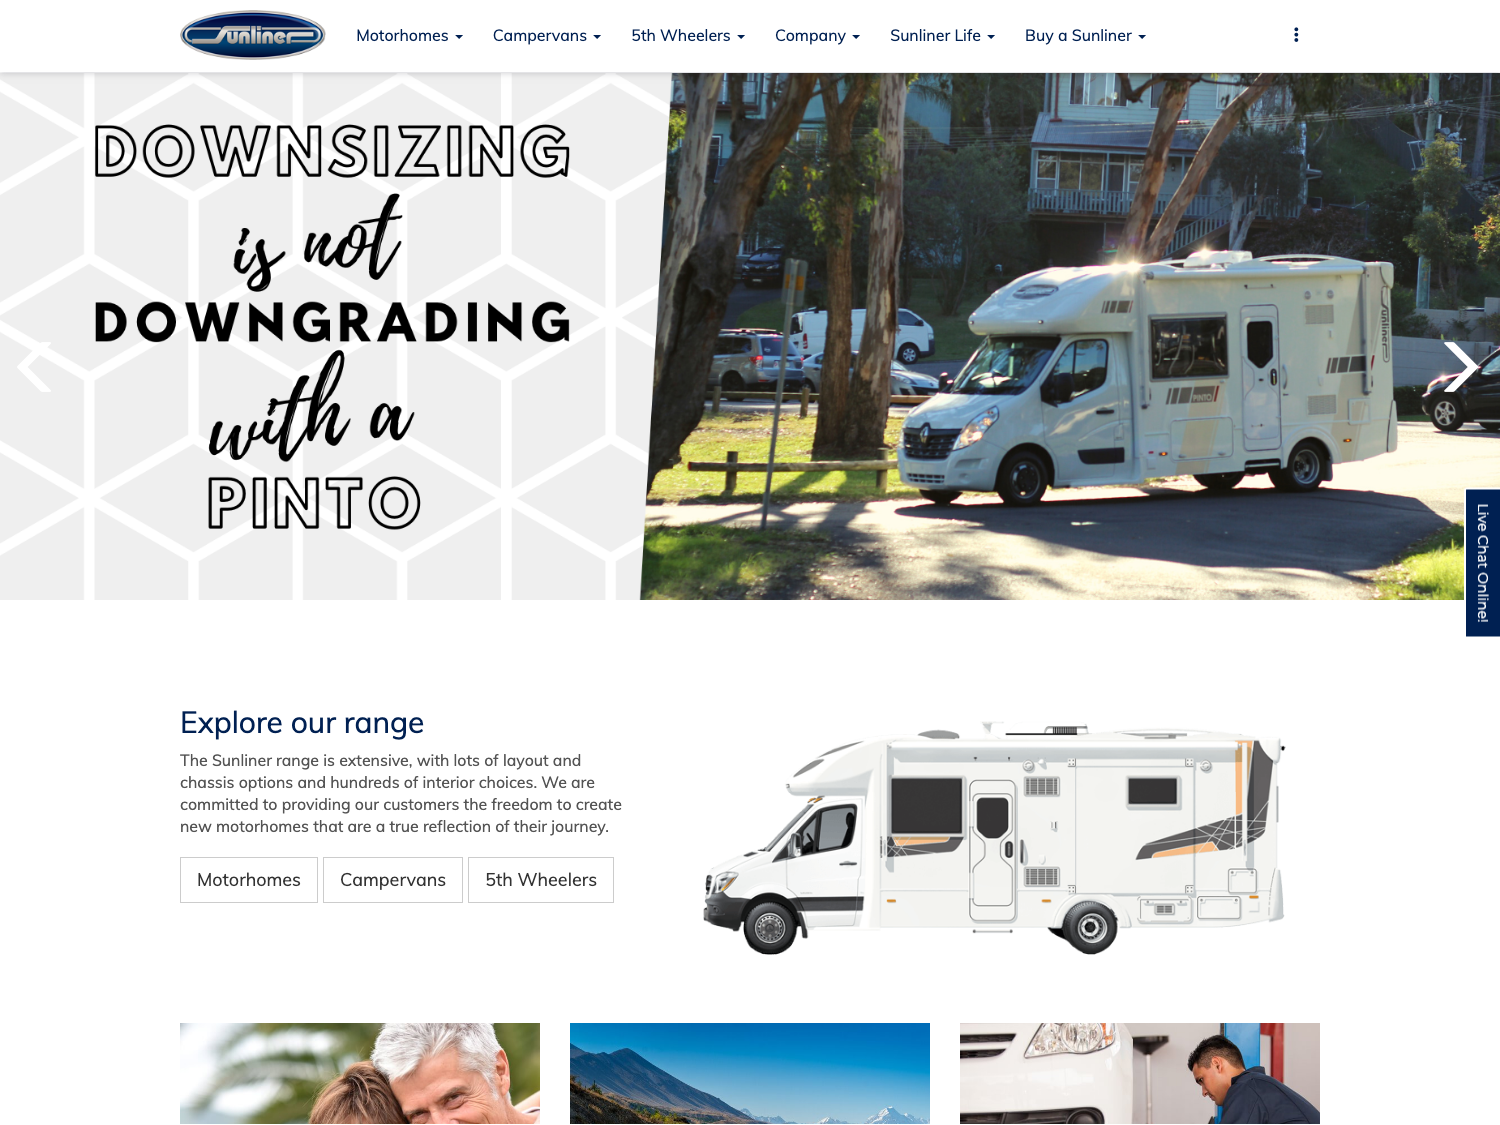 Sunliner
Motorhomes
Campervans
5th Wheelers
Company
Sunliner Life
Buy a Sunliner
DOWNSIZING
is not
DOWNGRADING
with a
PINTO
PINTO
Sunliner
Live Chat Online!
Explore our range
The Sunliner range is extensive, with lots of layout and
chassis options and hundreds of interior choices. We are
committed to providing our customers the freedom to create
new motorhomes that are a true reflection of their journey.
Motorhomes
Campervans
5th Wheelers